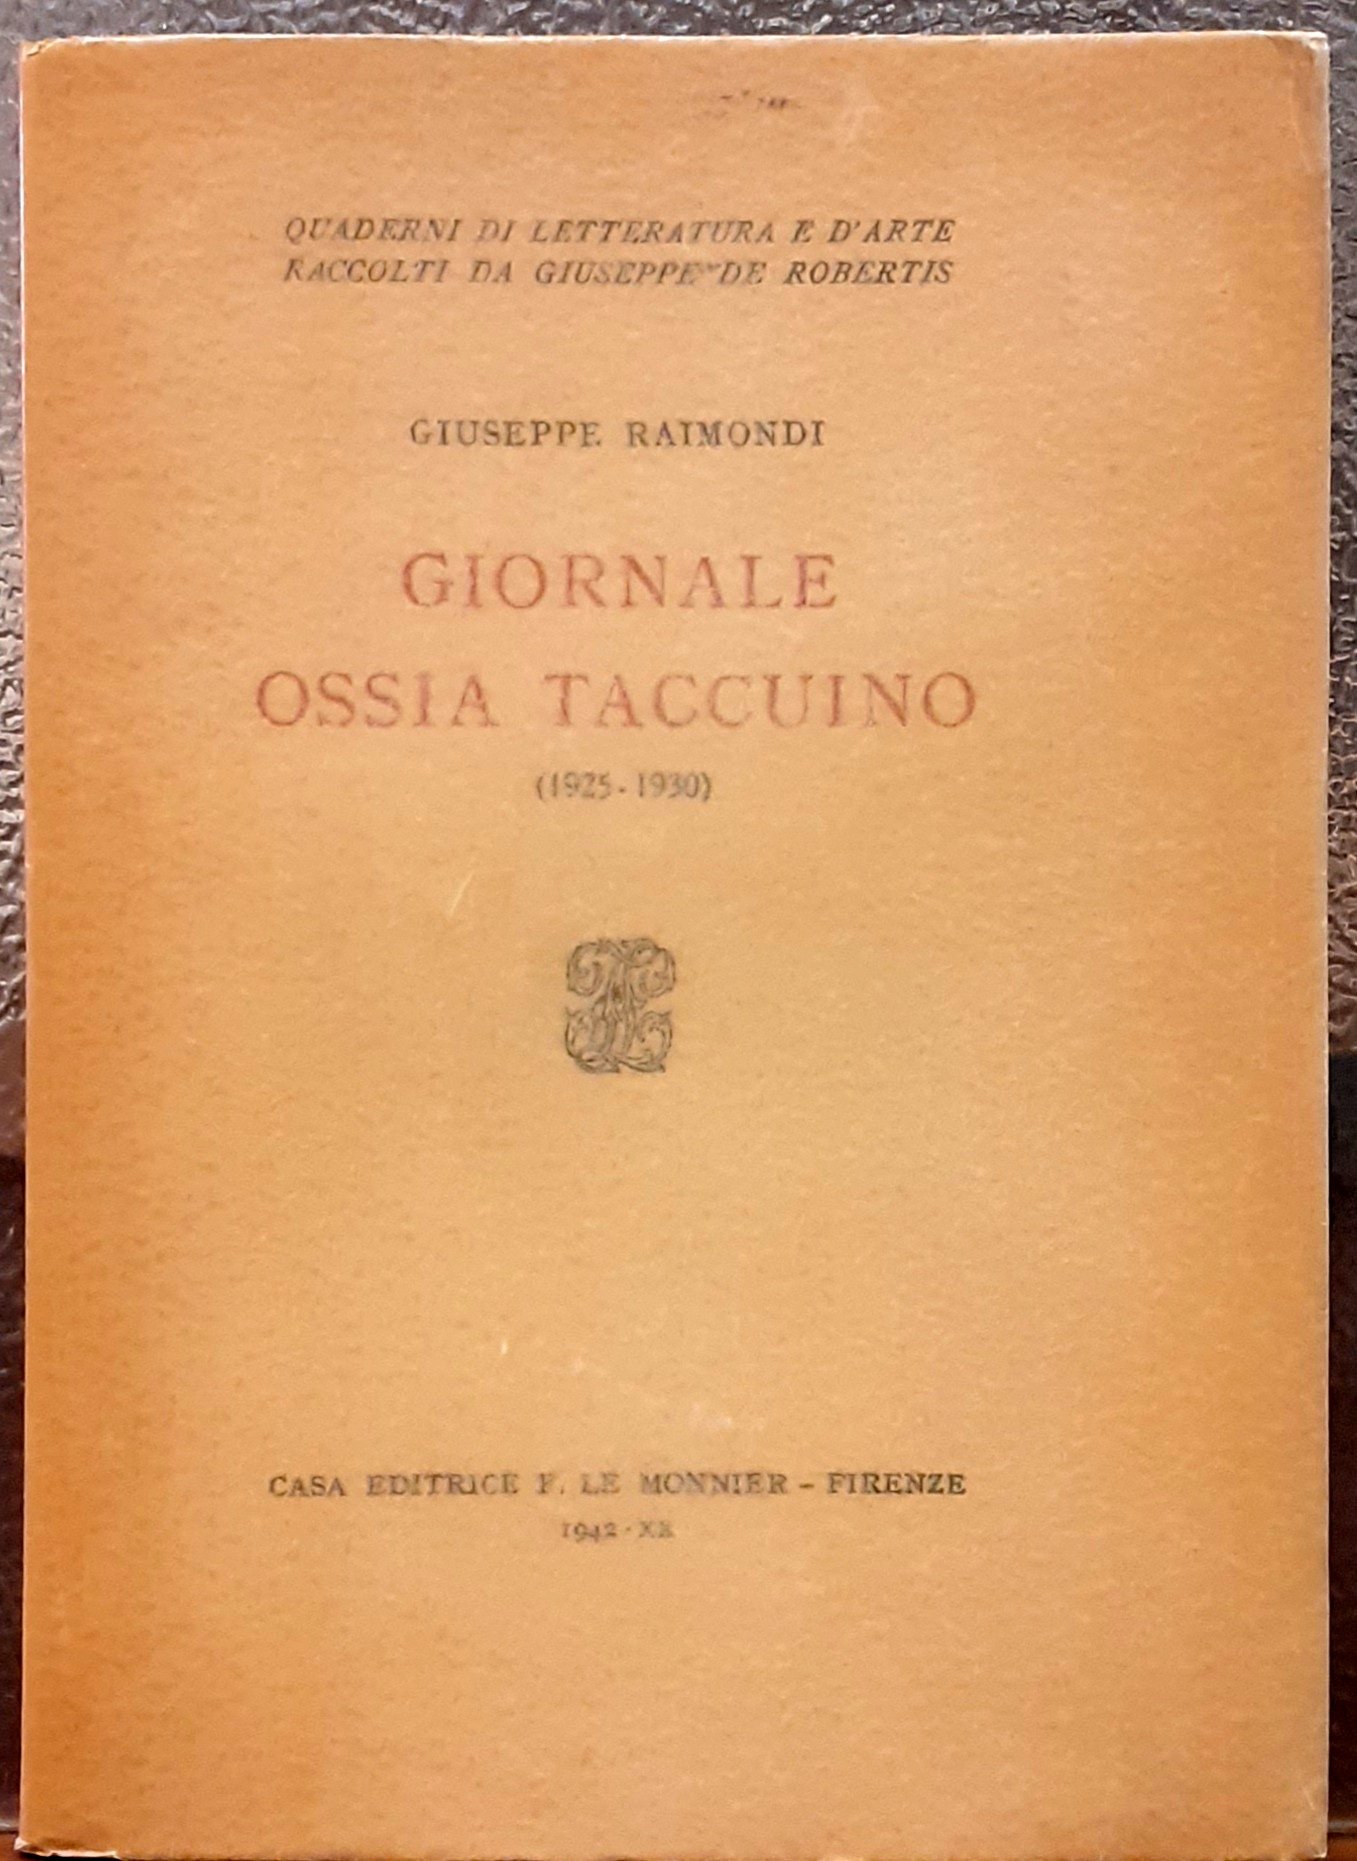 QUADERNI DI LETTERATURA E D'ARTE
RACCOLTI DA GIUSEPPE DE ROBERTIS
GIUSEPPE RAIMONDI
GIORNALE
OSSIA TACCUINO
(1925-1930)
CASA EDITRICE F. LE MONNIER - FIRENZE
1942-XX